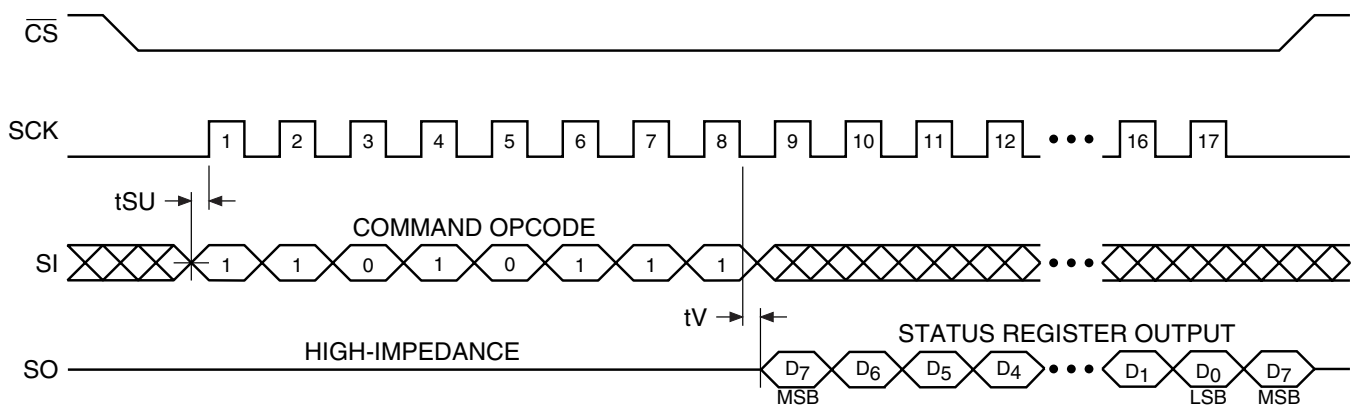 CS
SCK
1 2 3 4 5 6 7 8 9 10 11 12 ••• 16 17
tSU
COMMAND OPCODE
SI
1 1 0 1 0 1 1 1 •••
tV
HIGH-IMPEDANCE
STATUS REGISTER OUTPUT
SO
D7 D6 D5 D4 ••• D1 D0 D7
MSB LSB MSB